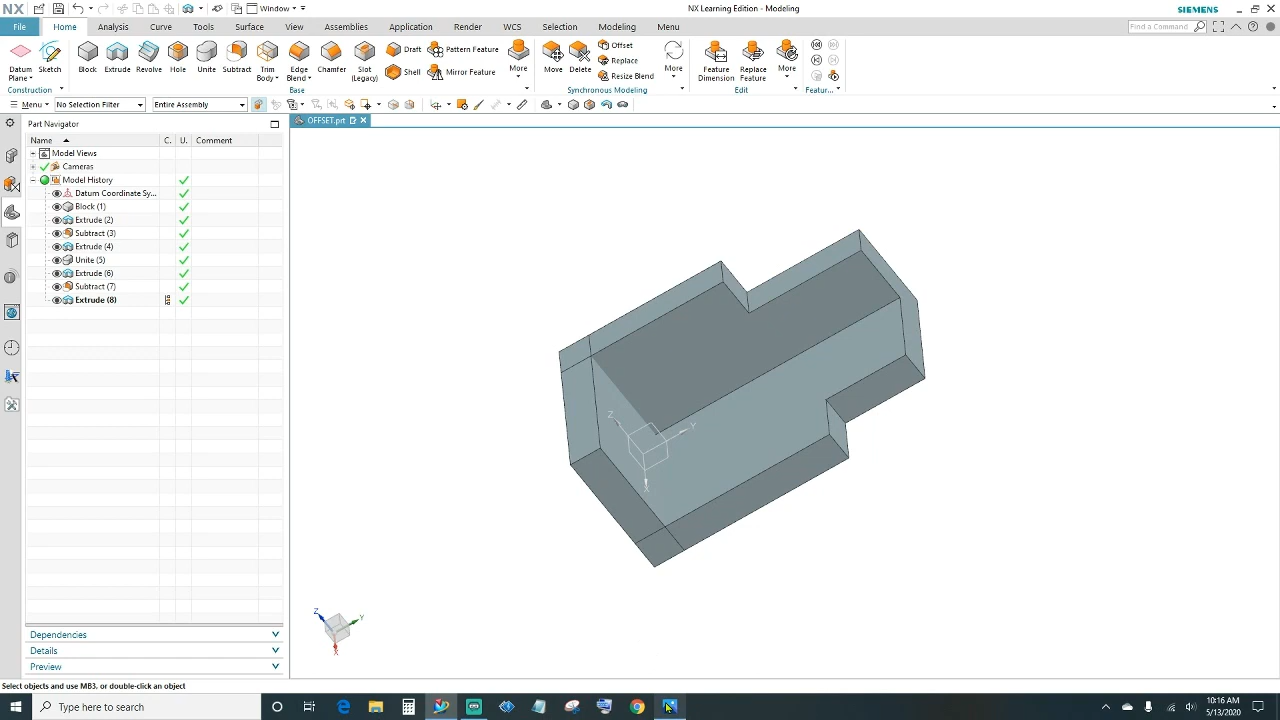 NX
Window
NX Learning Edition - Modeling
SIEMENS
File
Home
Analysis
Curve
Tools
Surface
View
Assemblies
Application
Render
WCS
Selection
Modeling
Menu
Find a Command
Datum Plane
Sketch
Block
Extrude
Revolve
Hole
Unite
Subtract
Trim Body
Edge Blend
Chamfer
Slot (Legacy)
Draft
Shell
Pattern Feature
Mirror Feature
More
Move
Delete
Offset
Replace
Resize Blend
More
Feature Dimension
Replace Feature
More
Construction
Base
Synchronous Modeling
Edit
Featur...
Menu
No Selection Filter
Entire Assembly
Part Navigator
OFFSET.prt
Name
C.
U.
Comment
Model Views
Cameras
Model History
Datum Coordinate Sy...
Block (1)
Extrude (2)
Subtract (3)
Extrude (4)
Unite (5)
Extrude (6)
Subtract (7)
Extrude (8)
Z
Y
X
Z
Y
X
Dependencies
Details
Preview
Select objects and use MB3, or double-click an object
Type here to search
10:16 AM
5/13/2020